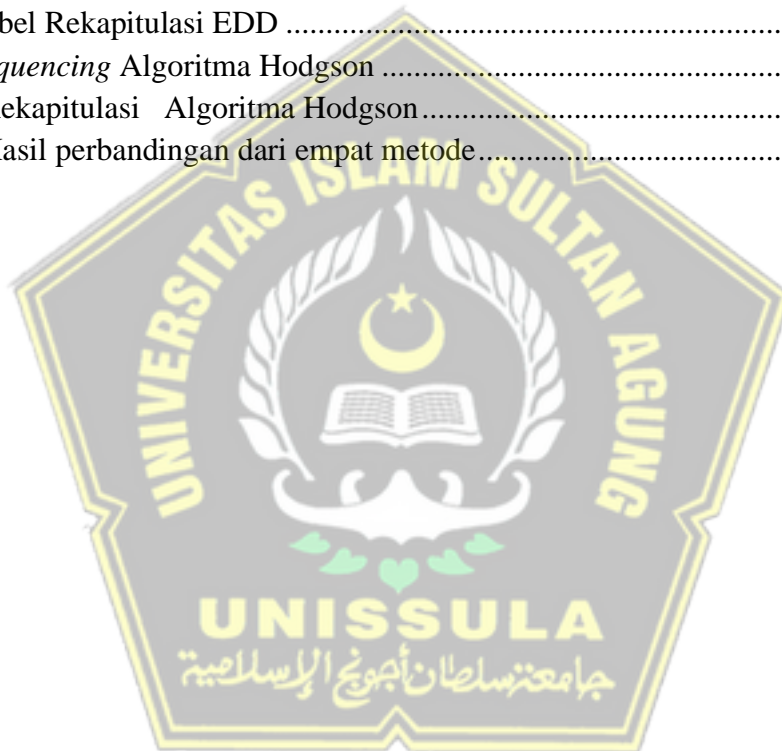 bel Rekapitulasi EDD ................................................................
quencing Algoritma Hodgson ....................................................
ekapitulasi Algoritma Hodgson ................................................
asil perbandingan dari empat metode ........................................
UNIVERSITAS ISLAM SULTAN AGUNG
UNISSULA
جامعة سلطان أجونج الإسلامية